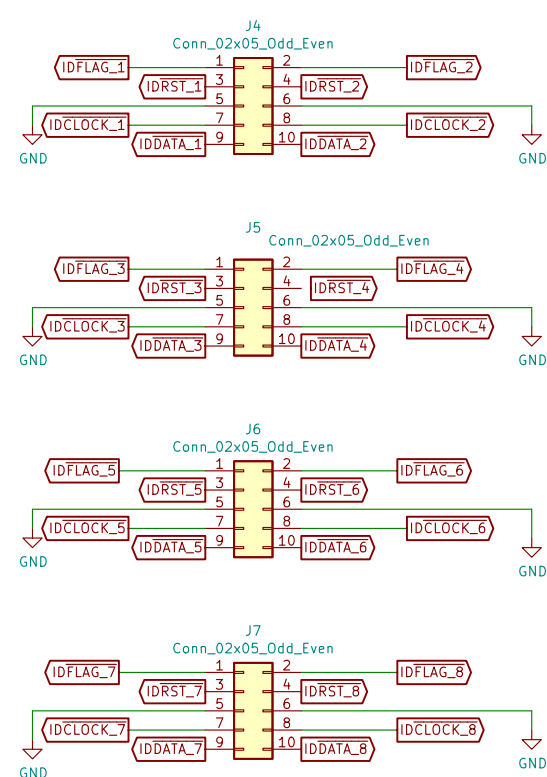 J4
Conn_02x05_Odd_Even
IDFLAG_1 1 2 IDFLAG_2
IDRST_1 3 4 IDRST_2
5 6
IDCLOCK_1 7 8 IDCLOCK_2
IDDATA_1 9 10 IDDATA_2
GND GND
J5
Conn_02x05_Odd_Even
IDFLAG_3 1 2 IDFLAG_4
IDRST_3 3 4 IDRST_4
5 6
IDCLOCK_3 7 8 IDCLOCK_4
IDDATA_3 9 10 IDDATA_4
GND GND
J6
Conn_02x05_Odd_Even
IDFLAG_5 1 2 IDFLAG_6
IDRST_5 3 4 IDRST_6
5 6
IDCLOCK_5 7 8 IDCLOCK_6
IDDATA_5 9 10 IDDATA_6
GND GND
J7
Conn_02x05_Odd_Even
IDFLAG_7 1 2 IDFLAG_8
IDRST_7 3 4 IDRST_8
5 6
IDCLOCK_7 7 8 IDCLOCK_8
IDDATA_7 9 10 IDDATA_8
GND GND